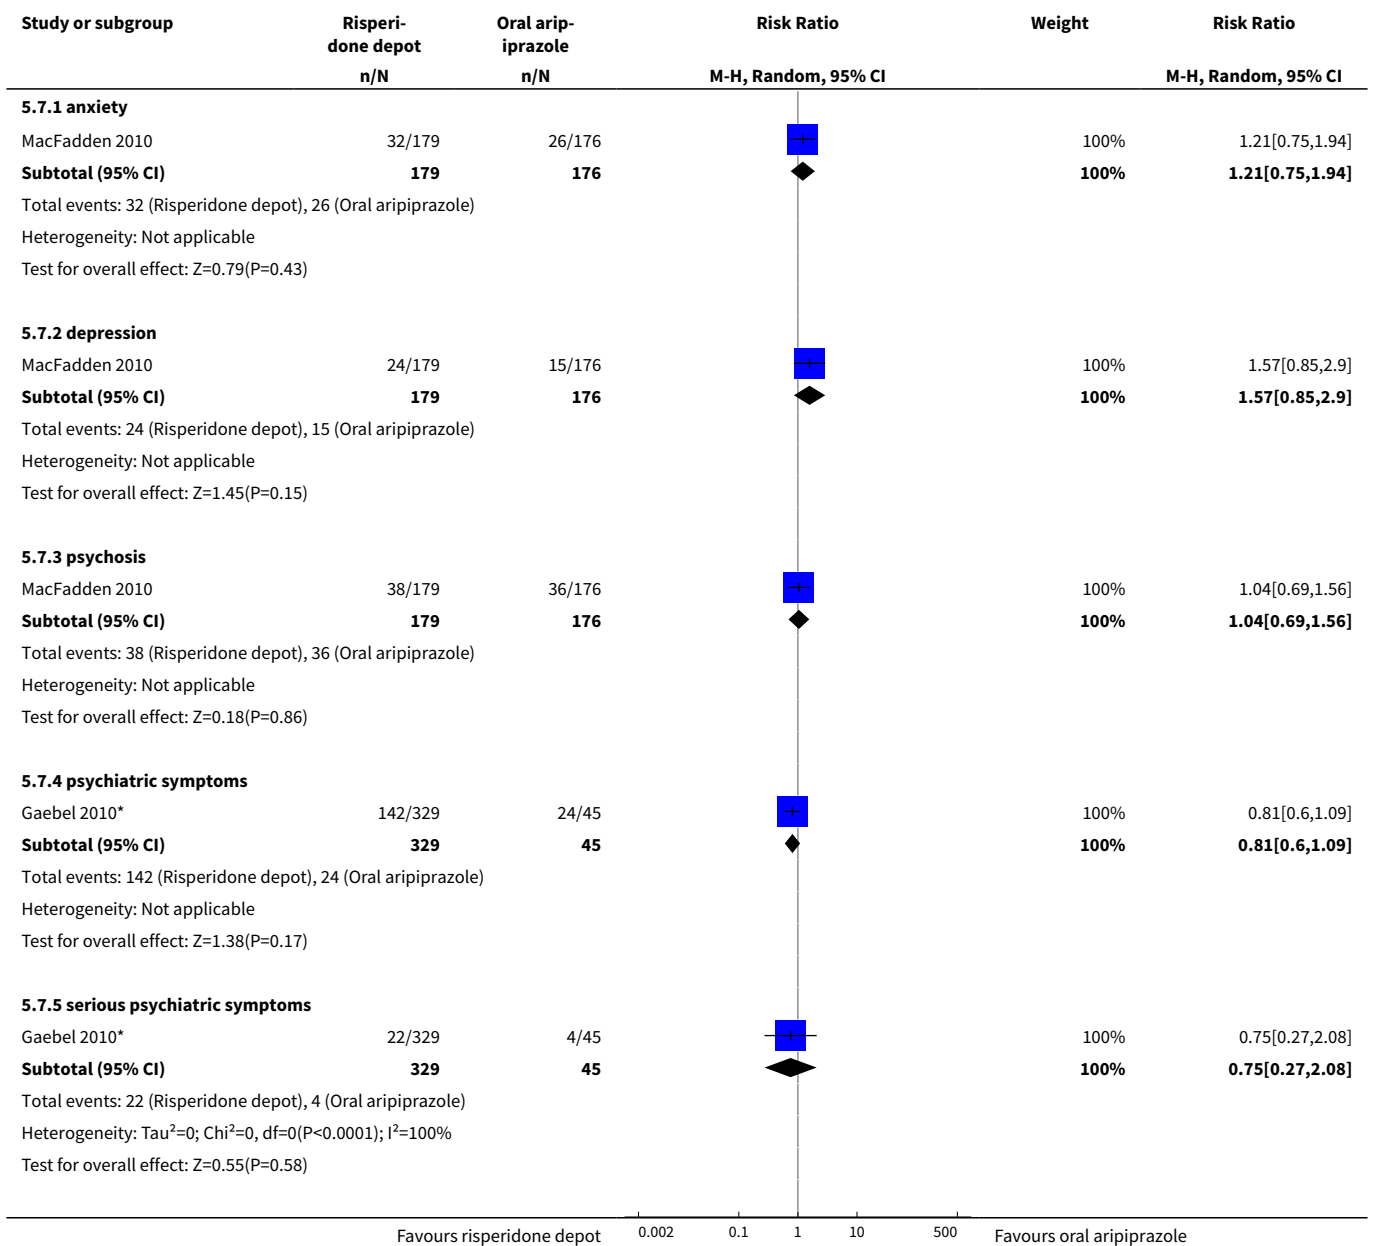 Study or subgroup Risperi- Oral arip- Risk Ratio Weight Risk Ratio
done depot iprazole
n/N n/N M-H, Random, 95% CI M-H, Random, 95% CI
5.7.1 anxiety
MacFadden 2010 32/179 26/176 100% 1.21[0.75,1.94]
Subtotal (95% CI) 179 176 100% 1.21[0.75,1.94]
Total events: 32 (Risperidone depot), 26 (Oral aripiprazole)
Heterogeneity: Not applicable
Test for overall effect: Z=0.79(P=0.43)
5.7.2 depression
MacFadden 2010 24/179 15/176 100% 1.57[0.85,2.9]
Subtotal (95% CI) 179 176 100% 1.57[0.85,2.9]
Total events: 24 (Risperidone depot), 15 (Oral aripiprazole)
Heterogeneity: Not applicable
Test for overall effect: Z=1.45(P=0.15)
5.7.3 psychosis
MacFadden 2010 38/179 36/176 100% 1.04[0.69,1.56]
Subtotal (95% CI) 179 176 100% 1.04[0.69,1.56]
Total events: 38 (Risperidone depot), 36 (Oral aripiprazole)
Heterogeneity: Not applicable
Test for overall effect: Z=0.18(P=0.86)
5.7.4 psychiatric symptoms
Gaebel 2010* 142/329 24/45 100% 0.81[0.6,1.09]
Subtotal (95% CI) 329 45 100% 0.81[0.6,1.09]
Total events: 142 (Risperidone depot), 24 (Oral aripiprazole)
Heterogeneity: Not applicable
Test for overall effect: Z=1.38(P=0.17)
5.7.5 serious psychiatric symptoms
Gaebel 2010* 22/329 4/45 100% 0.75[0.27,2.08]
Subtotal (95% CI) 329 45 100% 0.75[0.27,2.08]
Total events: 22 (Risperidone depot), 4 (Oral aripiprazole)
Heterogeneity: Tau²=0; Chi²=0, df=0(P<0.0001); I²=100%
Test for overall effect: Z=0.55(P=0.58)
Favours risperidone depot 0.002 0.1 1 10 500 Favours oral aripiprazole